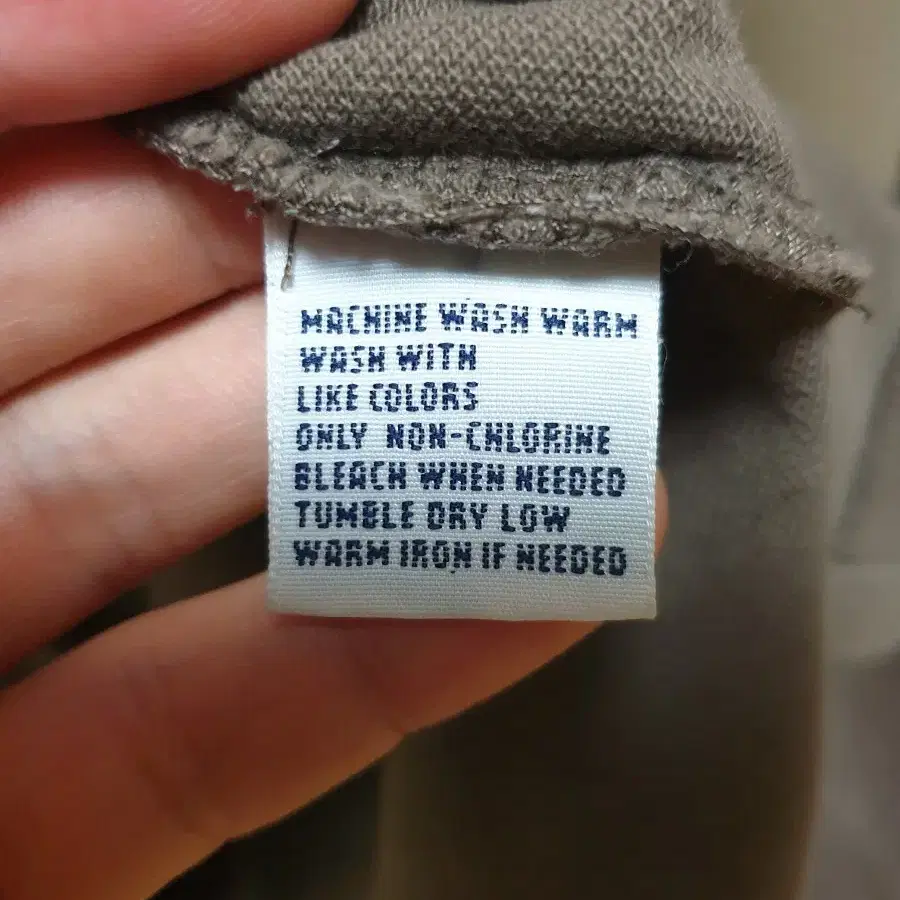 MACHINE WASH WARM
WASH WITH
LIKE COLORS
ONLY NON-CHLORINE
BLEACH WHEN NEEDED
TUMBLE DRY LOW
WARM IRON IF NEEDED